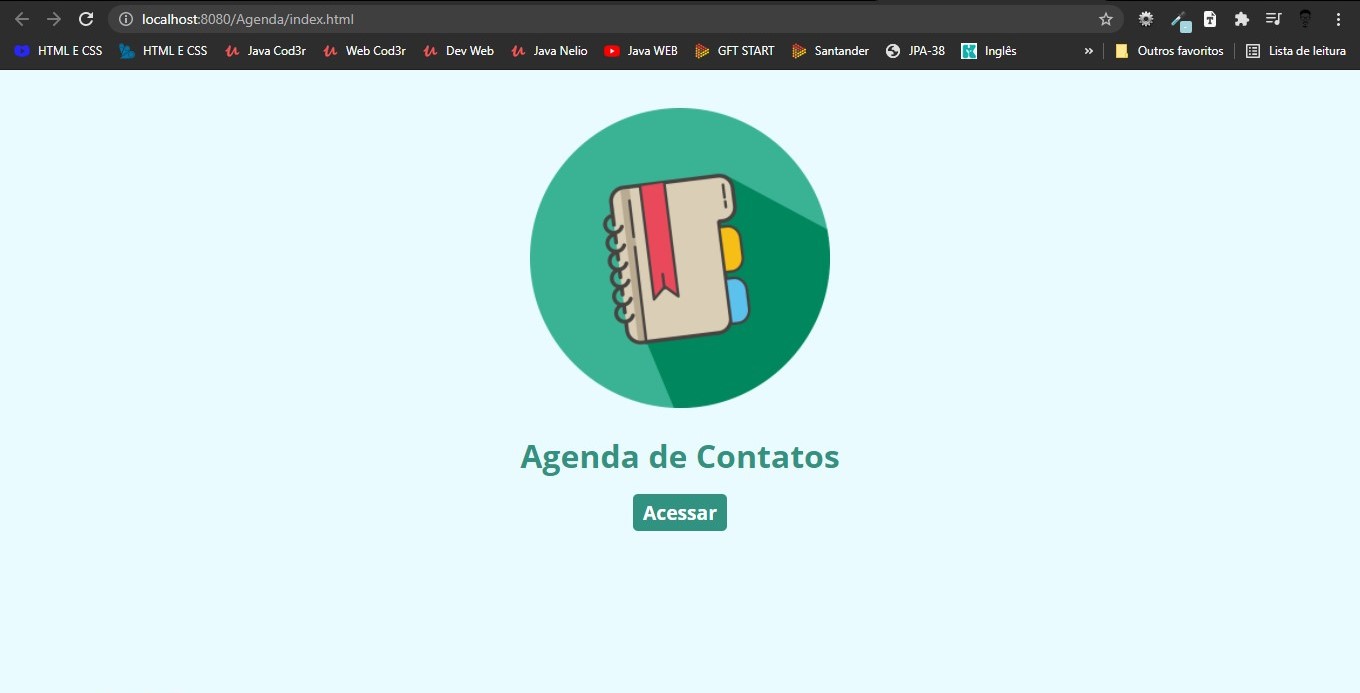 localhost:8080/Agenda/index.html
HTML E CSS HTML E CSS Java Cod3r Web Cod3r Dev Web Java Nelio Java WEB GFT START Santander JPA-38 Inglês » Outros favoritos Lista de leitura
Agenda de Contatos
Acessar